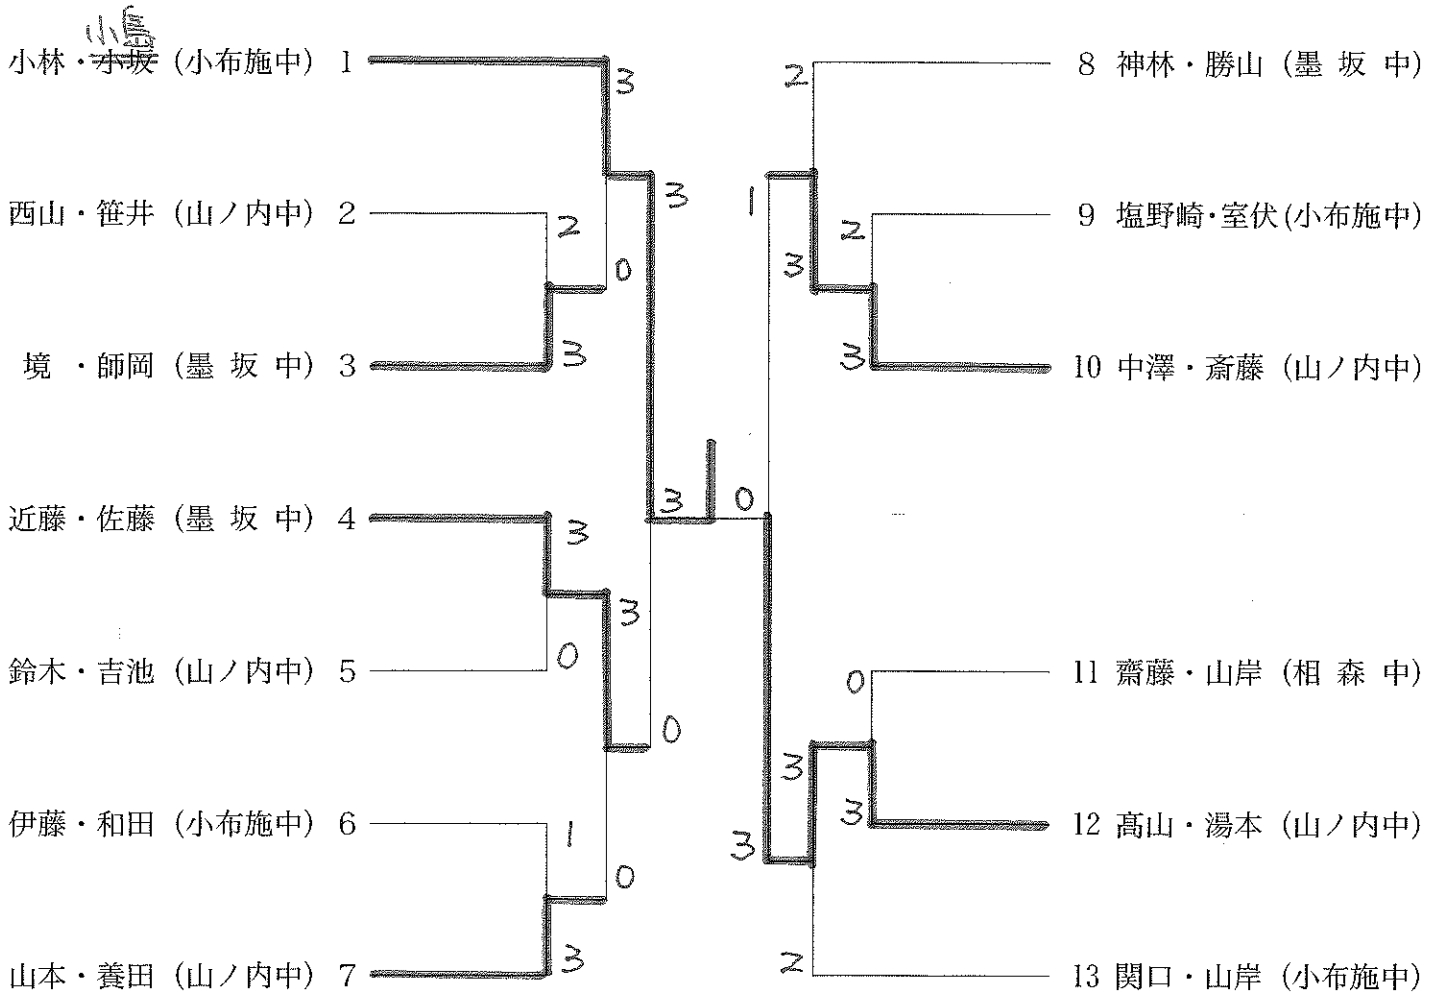 小島
小林・小坂 (小布施中) 1
西山・笹井 (山ノ内中) 2
境 ・師岡 (墨 坂 中) 3
近藤・佐藤 (墨 坂 中) 4
鈴木・吉池 (山ノ内中) 5
伊藤・和田 (小布施中) 6
山本・養田 (山ノ内中) 7
3
2
0
3
3
3
0
3
0
1
0
3
3
0
2
1
2
3
3
0
3
3
3
2
8 神林・勝山 (墨 坂 中)
9 塩野崎・室伏(小布施中)
10 中澤・斎藤 (山ノ内中)
11 齋藤・山岸 (相 森 中)
12 髙山・湯本 (山ノ内中)
13 関口・山岸 (小布施中)